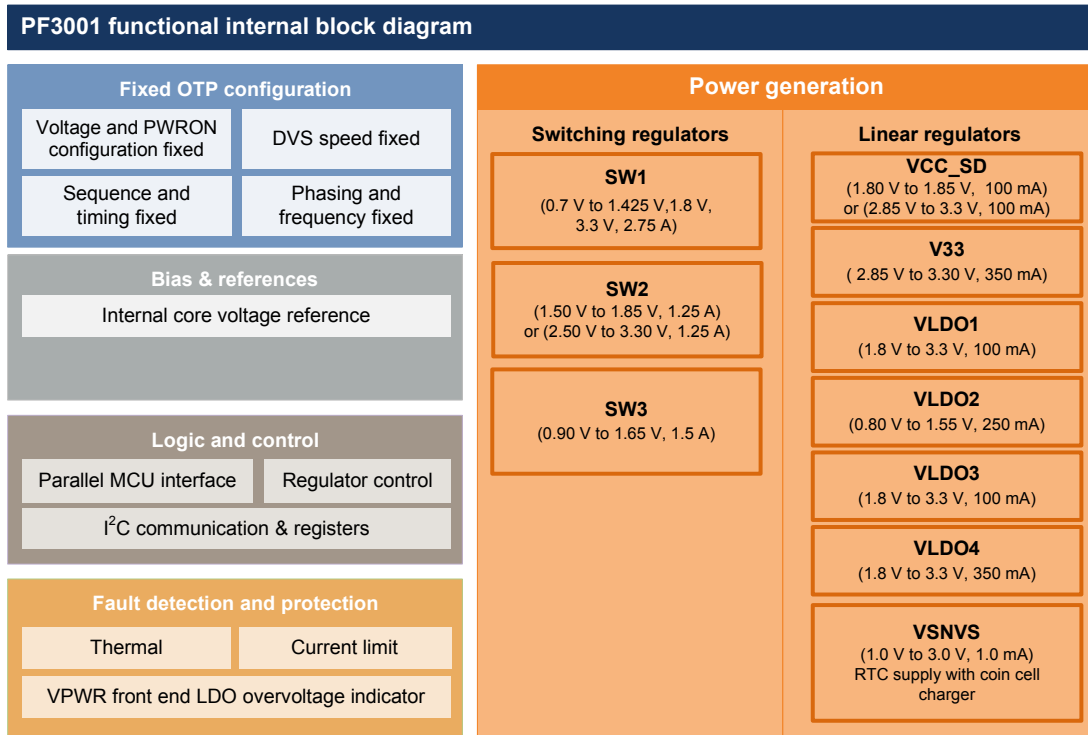 PF3001 functional internal block diagram
Fixed OTP configuration
Voltage and PWRON
configuration fixed
DVS speed fixed
Sequence and
timing fixed
Phasing and
frequency fixed
Bias & references
Internal core voltage reference
Logic and control
Parallel MCU interface
Regulator control
I²C communication & registers
Fault detection and protection
Thermal
Current limit
VPWR front end LDO overvoltage indicator
Power generation
Switching regulators
SW1
(0.7 V to 1.425 V,1.8 V,
3.3 V, 2.75 A)
SW2
(1.50 V to 1.85 V, 1.25 A)
or (2.50 V to 3.30 V, 1.25 A)
SW3
(0.90 V to 1.65 V, 1.5 A)
Linear regulators
VCC_SD
(1.80 V to 1.85 V, 100 mA)
or (2.85 V to 3.3 V, 100 mA)
V33
( 2.85 V to 3.30 V, 350 mA)
VLDO1
(1.8 V to 3.3 V, 100 mA)
VLDO2
(0.80 V to 1.55 V, 250 mA)
VLDO3
(1.8 V to 3.3 V, 100 mA)
VLDO4
(1.8 V to 3.3 V, 350 mA)
VSNVS
(1.0 V to 3.0 V, 1.0 mA)
RTC supply with coin cell
charger